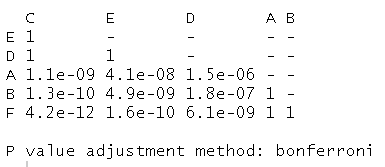 C       E       D       A B
E 1       -       -       - -
D 1       1       -       - -
A 1.1e-09 4.1e-08 1.5e-06 - -
B 1.3e-10 4.9e-09 1.8e-07 1 -
F 4.2e-12 1.6e-10 6.1e-09 1 1
P value adjustment method: bonferroni